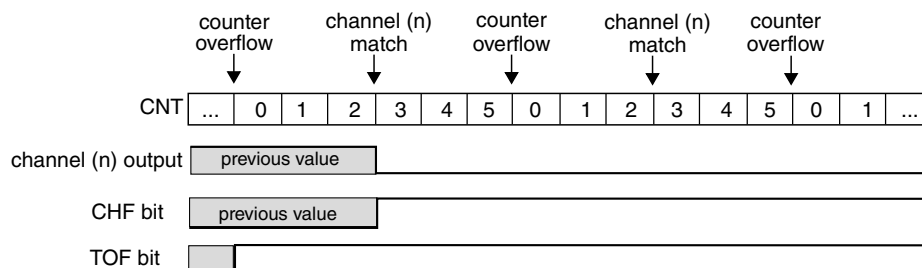 counter
overflow
channel (n)
match
counter
overflow
channel (n)
match
counter
overflow
CNT ... 0 1 2 3 4 5 0 1 2 3 4 5 0 1 ...
channel (n) output previous value
CHF bit previous value
TOF bit